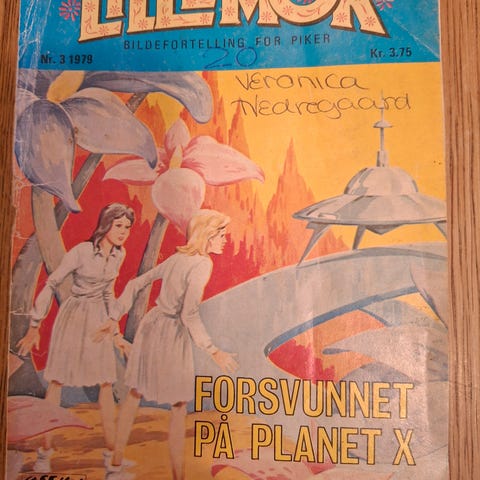 LILLEMOR
BILDEFORTELLING FOR PIKER
Nr. 3 1979
20
Kr. 3.75
Veronica
Nedregaard
FORSVUNNET
PÅ PLANET X